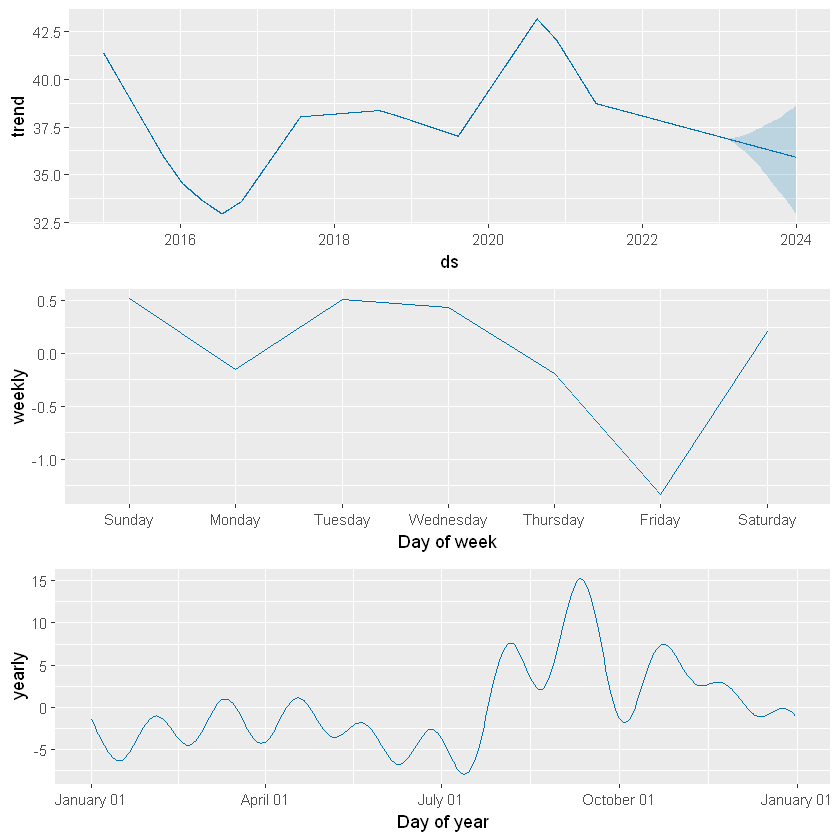 42.5
40.0
37.5
35.0
32.5
trend
2016 2018 2020 2022 2024
ds
0.5
0.0
-0.5
-1.0
weekly
Sunday Monday Tuesday Wednesday Thursday Friday Saturday
Day of week
15
10
5
0
-5
yearly
January 01 April 01 July 01 October 01 January 01
Day of year